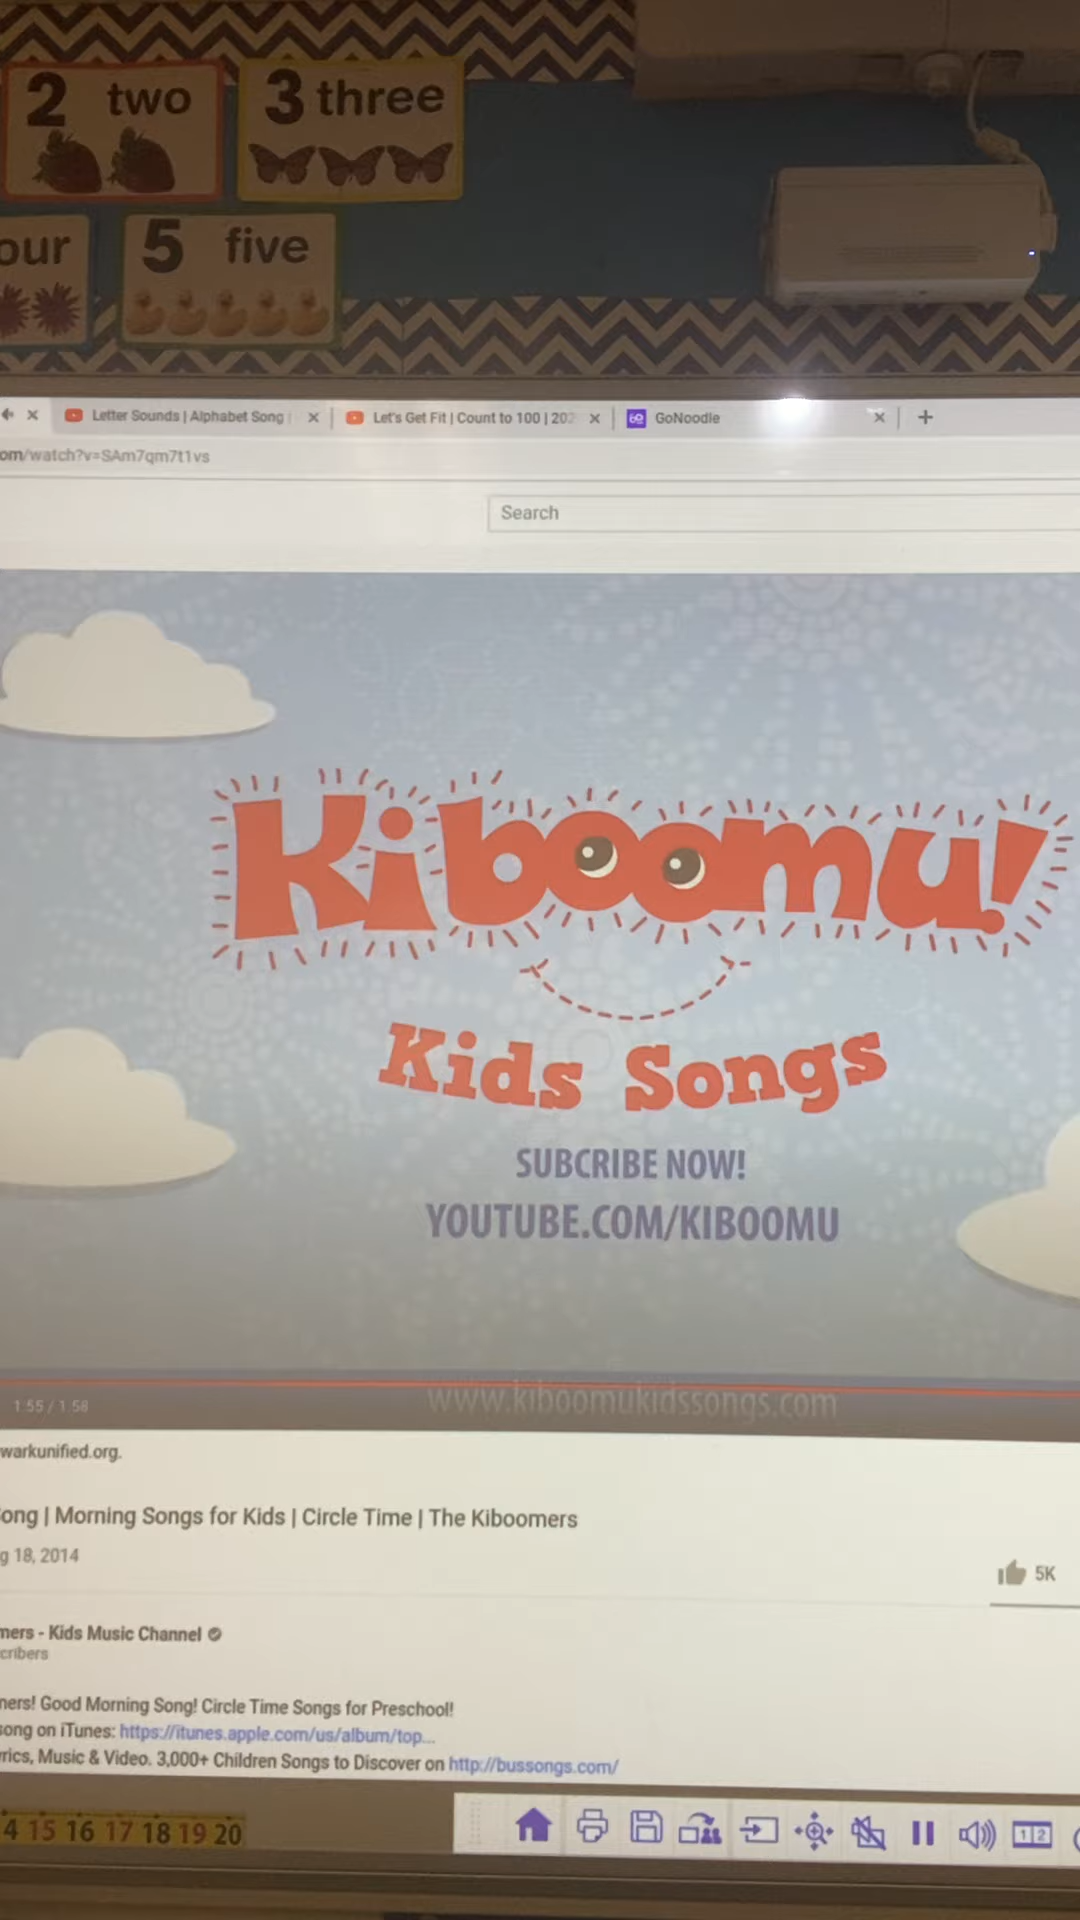 2 two
3 three
our
5 five
Letter Sounds | Alphabet Song |
Let's Get Fit | Count to 100 | 202
GoNoodle
om/watch?v=SAm7qm7t1vs
Search
Kiboomu!
Kids Songs
SUBCRIBE NOW!
YOUTUBE.COM/KIBOOMU
www.kiboomukidssongs.com
1:55 / 1:58
warkunified.org.
ong | Morning Songs for Kids | Circle Time | The Kiboomers
g 18, 2014
5K
mers - Kids Music Channel
cribers
ners! Good Morning Song! Circle Time Songs for Preschool!
song on iTunes: https://itunes.apple.com/us/album/top...
rics, Music & Video. 3,000+ Children Songs to Discover on http://bussongs.com/
4 15 16 17 18 19 20
1 2